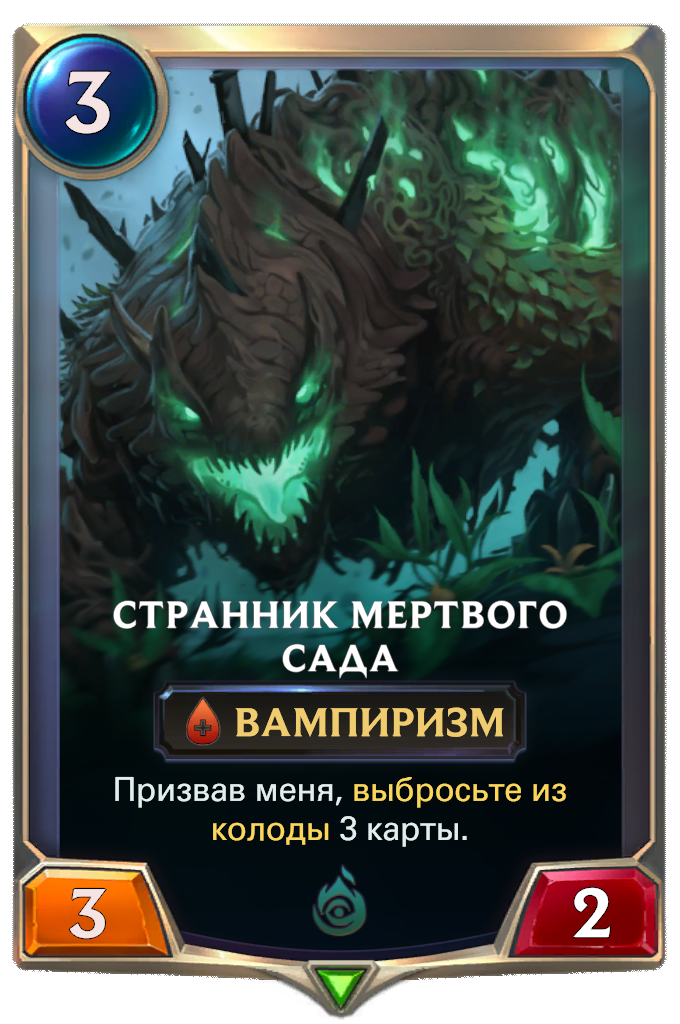 3
СТРАННИК МЕРТВОГО
САДА
ВАМПИРИЗМ
Призвав меня, выбросьте из
колоды 3 карты.
3
2